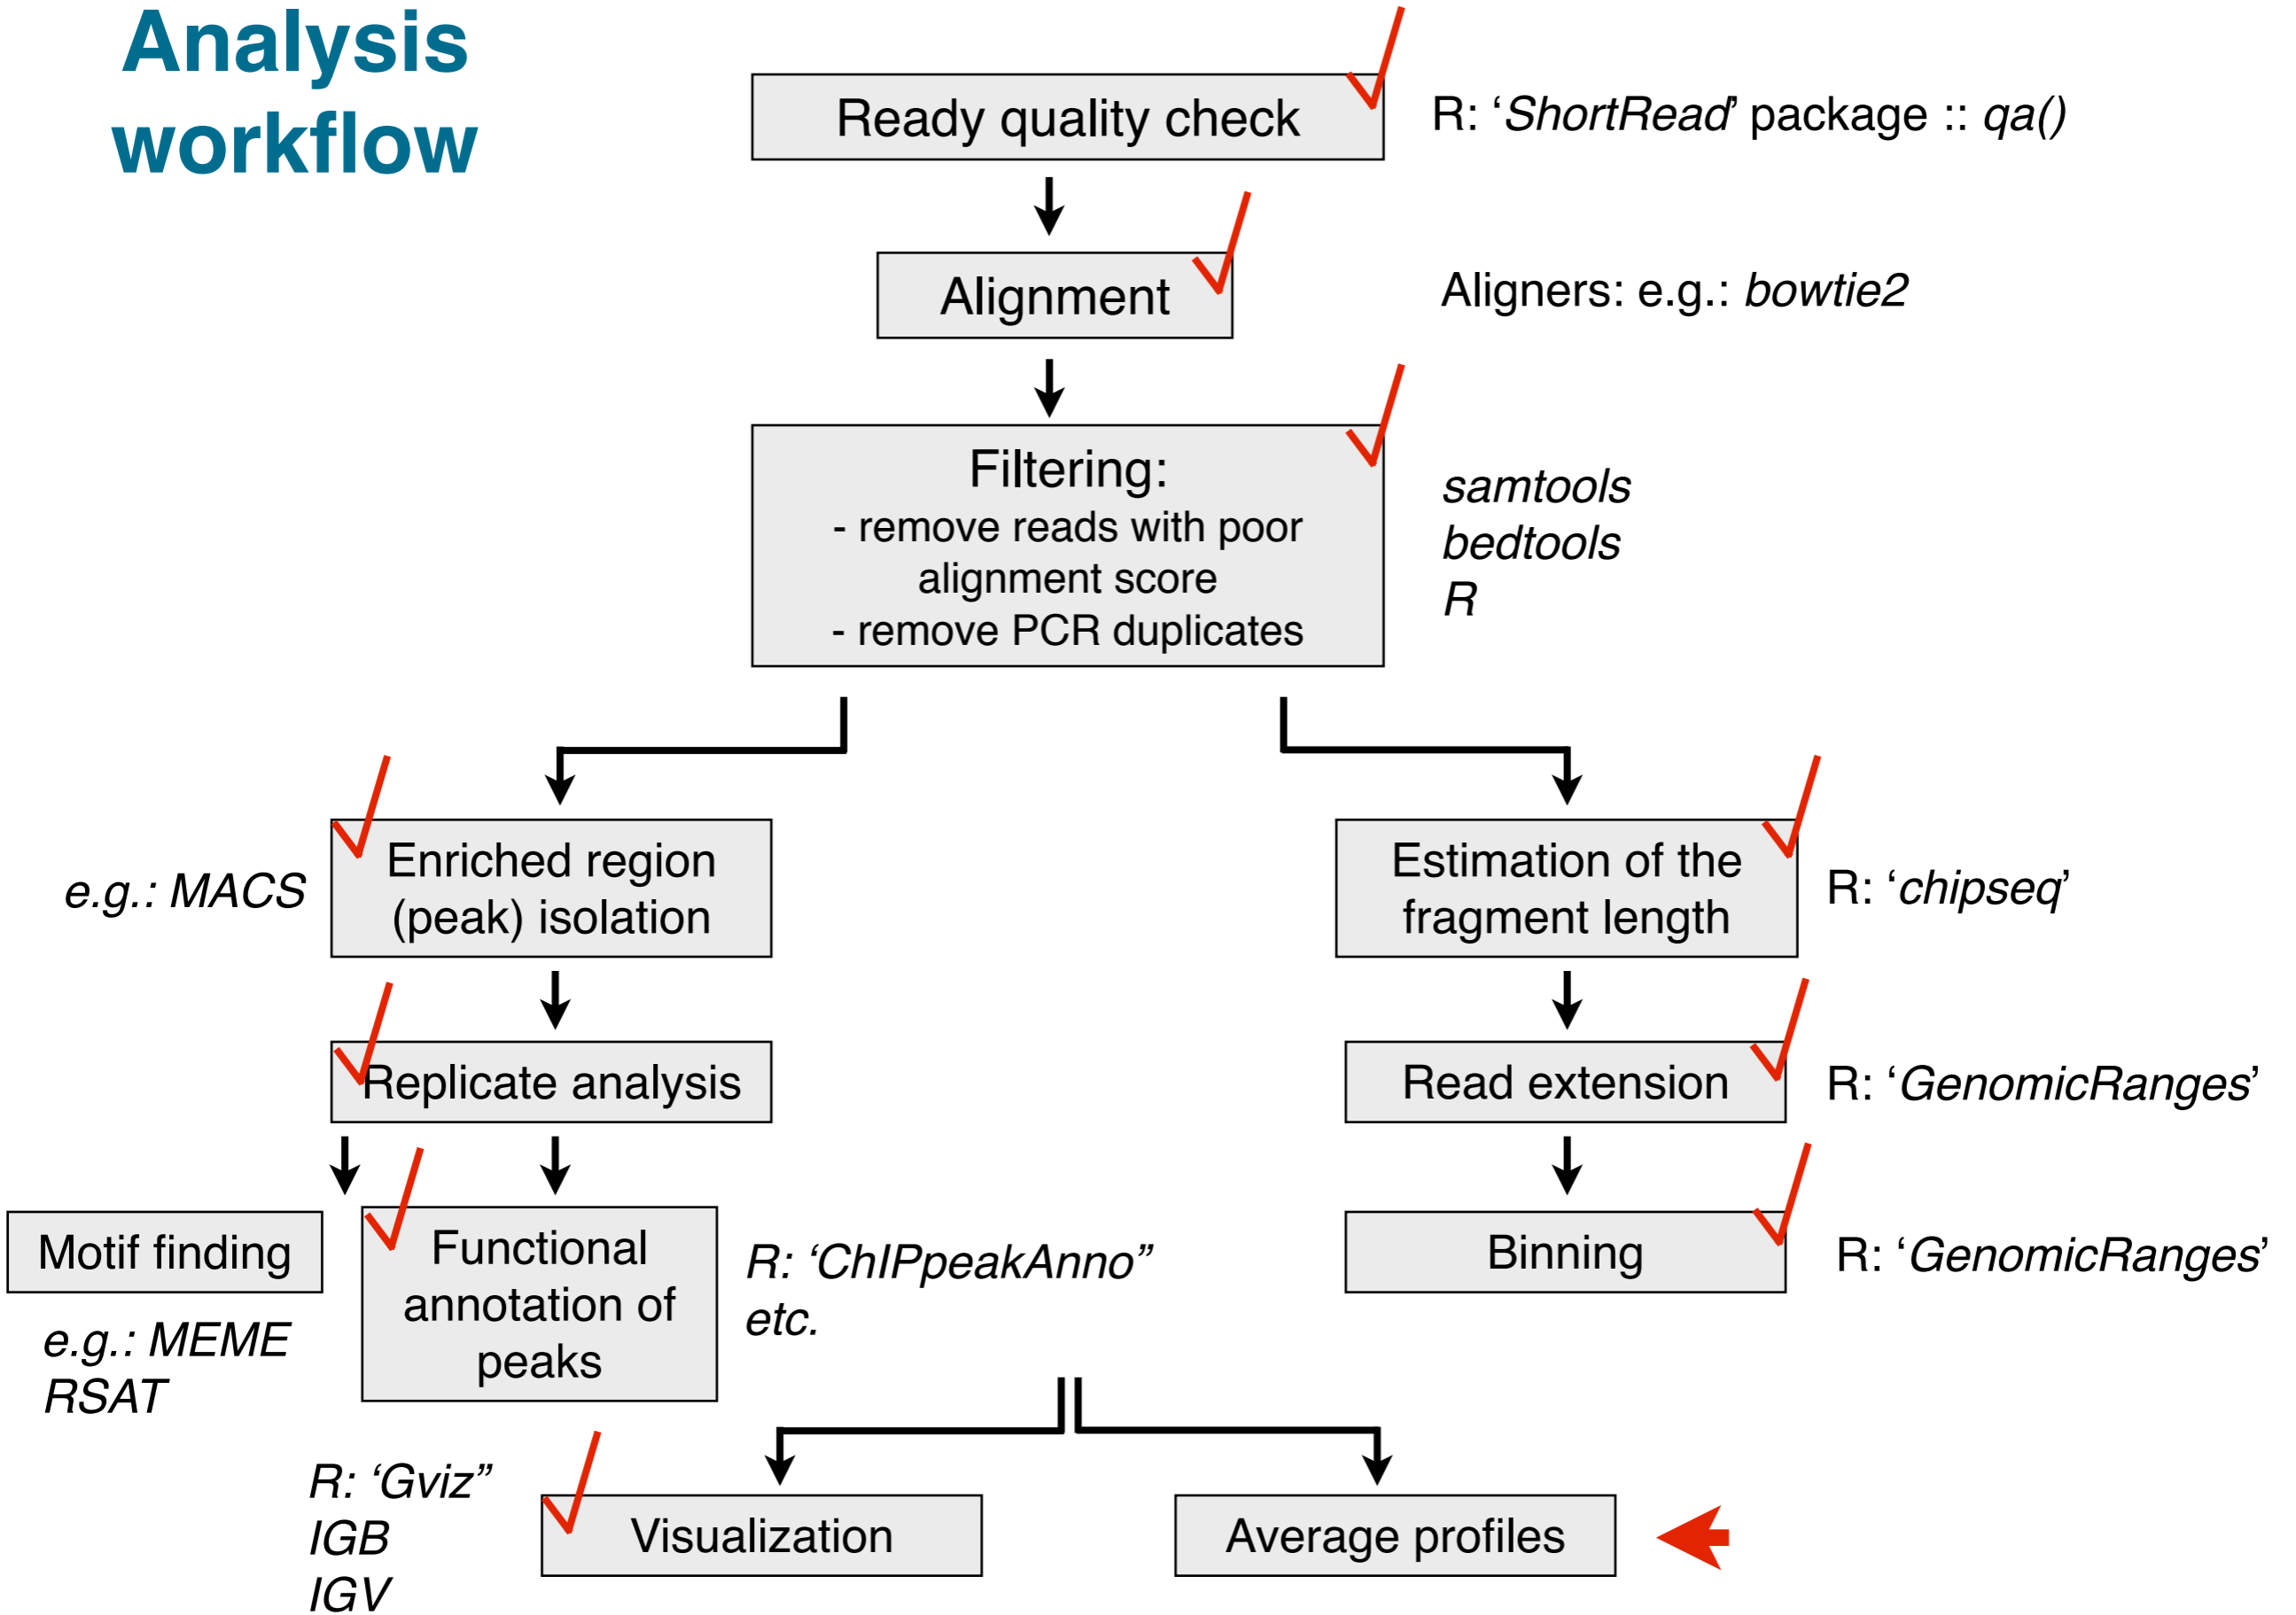 Analysis
workflow
Ready quality check
R: ‘ShortRead’ package :: qa()
Alignment
Aligners: e.g.: bowtie2
Filtering:
- remove reads with poor
alignment score
- remove PCR duplicates
samtools
bedtools
R
e.g.: MACS
Enriched region
(peak) isolation
Estimation of the
fragment length
R: ‘chipseq’
Replicate analysis
Read extension
R: ‘GenomicRanges’
Motif finding
e.g.: MEME
RSAT
Functional
annotation of
peaks
R: ‘ChIPpeakAnno”
etc.
Binning
R: ‘GenomicRanges’
R: ‘Gviz”
IGB
IGV
Visualization
Average profiles